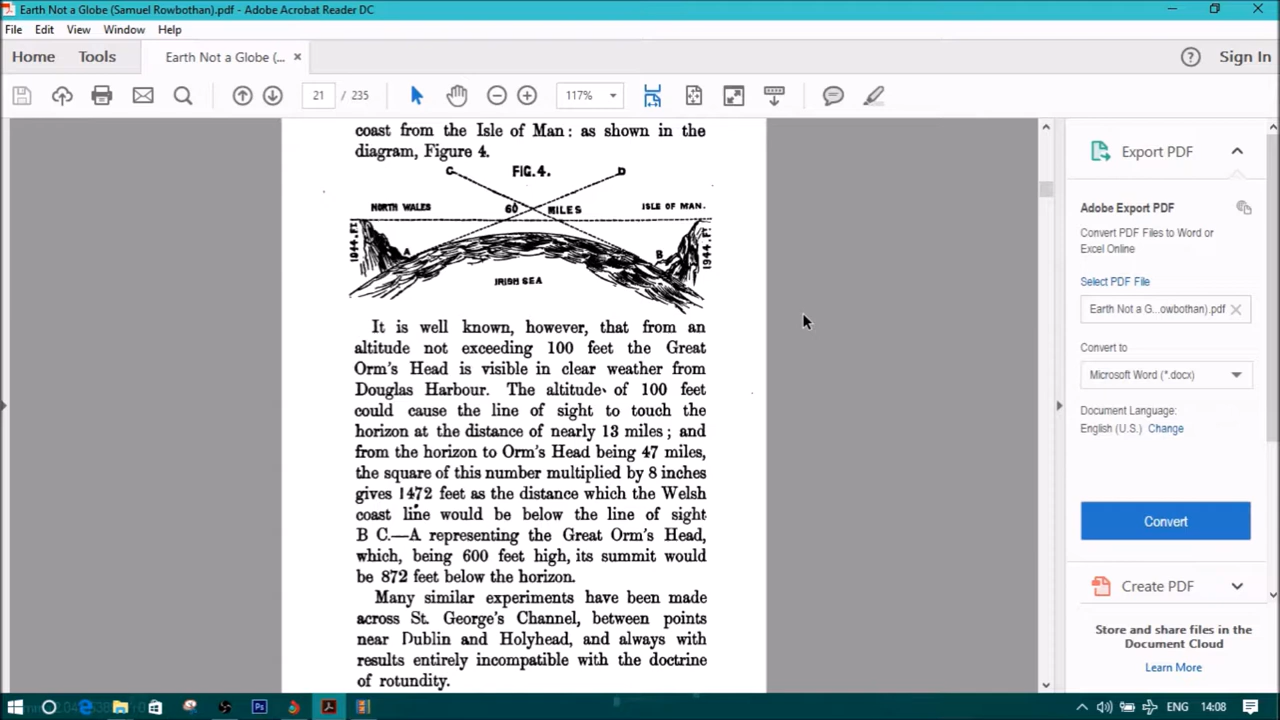 Earth Not a Globe (Samuel Rowbothan).pdf - Adobe Acrobat Reader DC
File Edit View Window Help
Home Tools Earth Not a Globe (... × Sign In
21 / 235 117%
coast from the Isle of Man: as shown in the
diagram, Figure 4.
C FIG. 4. D
NORTH WALES 60 MILES ISLE OF MAN.
1944.FT A B 1944.FT
IRISH SEA
It is well known, however, that from an
altitude not exceeding 100 feet the Great
Orm's Head is visible in clear weather from
Douglas Harbour. The altitude of 100 feet
could cause the line of sight to touch the
horizon at the distance of nearly 13 miles; and
from the horizon to Orm's Head being 47 miles,
the square of this number multiplied by 8 inches
gives 1472 feet as the distance which the Welsh
coast line would be below the line of sight
B C.—A representing the Great Orm's Head,
which, being 600 feet high, its summit would
be 872 feet below the horizon.
Many similar experiments have been made
across St. George's Channel, between points
near Dublin and Holyhead, and always with
results entirely incompatible with the doctrine
of rotundity.
Export PDF
Adobe Export PDF
Convert PDF Files to Word or
Excel Online
Select PDF File
Earth Not a G...owbothan).pdf ×
Convert to
Microsoft Word (*.docx)
Document Language:
English (U.S.) Change
Convert
Create PDF
Store and share files in the
Document Cloud
Learn More
ENG 14:08